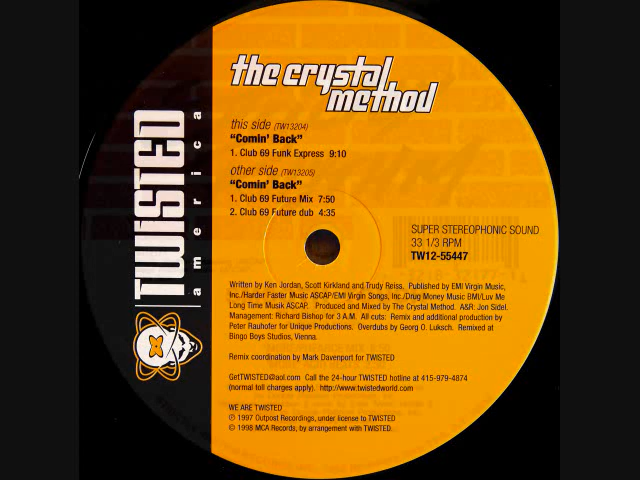 the crystal
method
this side (TW13204)
"Comin' Back"
1. Club 69 Funk Express 9:10
other side (TW13205)
"Comin' Back"
1. Club 69 Future Mix 7:50
2. Club 69 Future dub 4:35
TWISTED
america
SUPER STEREOPHONIC SOUND
33 1/3 RPM
TW12-55447
Written by Ken Jordan, Scott Kirkland and Trudy Reisa. Published by EMI Virgin Music,
Inc./Harder Faster Music ASCAP/EMI Virgin Songs, Inc./Drug Money Music BMI/Luv Me
Long Time Musik ASCAP. Produced and Mixed by The Crystal Method. A&R: Jon Sidel.
Management: Richard Bishop for 3 A.M. All cuts: Remix and additional production by
Peter Rauhofer for Unique Productions. Overdubs by Georg O. Luksch. Remixed at
Bingo Boys Studios, Vienna.
Remix coordination by Mark Davenport for TWISTED
GetTWISTED@aol.com Call the 24-hour TWISTED hotline at 415-979-4874
(normal toll charges apply). http://www.twistedworld.com
WE ARE TWISTED
℗ 1997 Outpost Recordings, under license to TWISTED
© 1998 MCA Records, by arrangement with TWISTED.